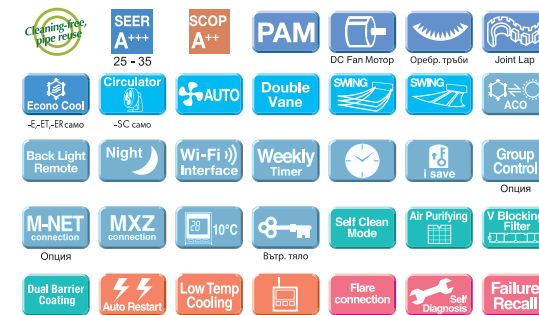 Cleaning-free,
pipe reuse
SEER
A+++
25 - 35
SCOP
A++
PAM
DC Fan Мотор
Оребр. тръби
Joint Lap
Econo Cool
-E,-ET,-ER само
Circulator
-SC само
AUTO
Double
Vane
SWING
SWING
ACO
Back Light
Remote
Night
Wi-Fi
Interface
Weekly
Timer
i save
Group
Control
Опция
M-NET
connection
Опция
MXZ
connection
10°C
Вътр. тяло
Self Clean
Mode
Air Purifying
V Blocking
Filter
Dual Barrier
Coating
Auto Restart
Low Temp
Cooling
Flare
connection
Self
Diagnosis
Failure
Recall